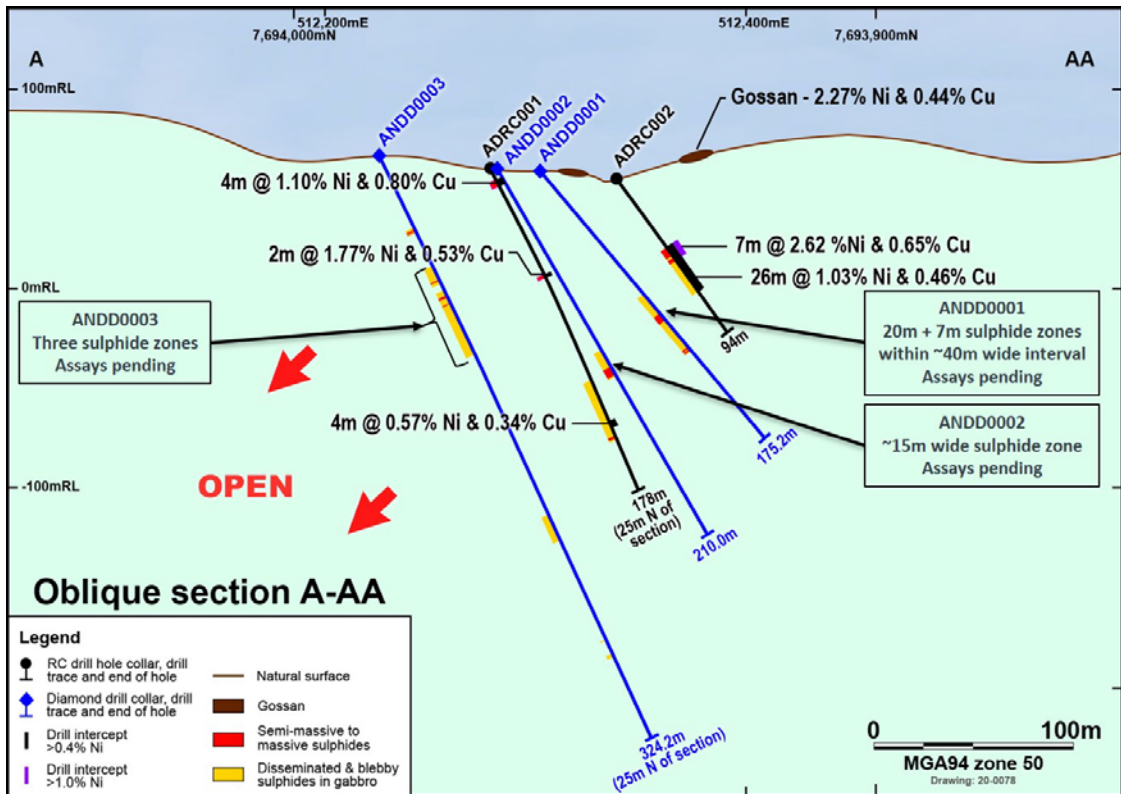 512,200mE
7,694,000mN
512,400mE
7,693,900mN
A
AA
100mRL
0mRL
-100mRL
ANDD0003
ADRC001
ANDD0002
ANDD0001
ADRC002
Gossan - 2.27% Ni & 0.44% Cu
4m @ 1.10% Ni & 0.80% Cu
2m @ 1.77% Ni & 0.53% Cu
7m @ 2.62 %Ni & 0.65% Cu
26m @ 1.03% Ni & 0.46% Cu
94m
ANDD0003
Three sulphide zones
Assays pending
ANDD0001
20m + 7m sulphide zones
within ~40m wide interval
Assays pending
ANDD0002
~15m wide sulphide zone
Assays pending
4m @ 0.57% Ni & 0.34% Cu
175.2m
OPEN
178m
(25m N of
section)
210.0m
324.2m
(25m N of section)
Oblique section A-AA
Legend
RC drill hole collar, drill
trace and end of hole
Diamond drill collar, drill
trace and end of hole
Drill intercept
>0.4% Ni
Drill intercept
>1.0% Ni
Natural surface
Gossan
Semi-massive to
massive sulphides
Disseminated & blebby
sulphides in gabbro
0
100m
MGA94 zone 50
Drawing: 20-0078